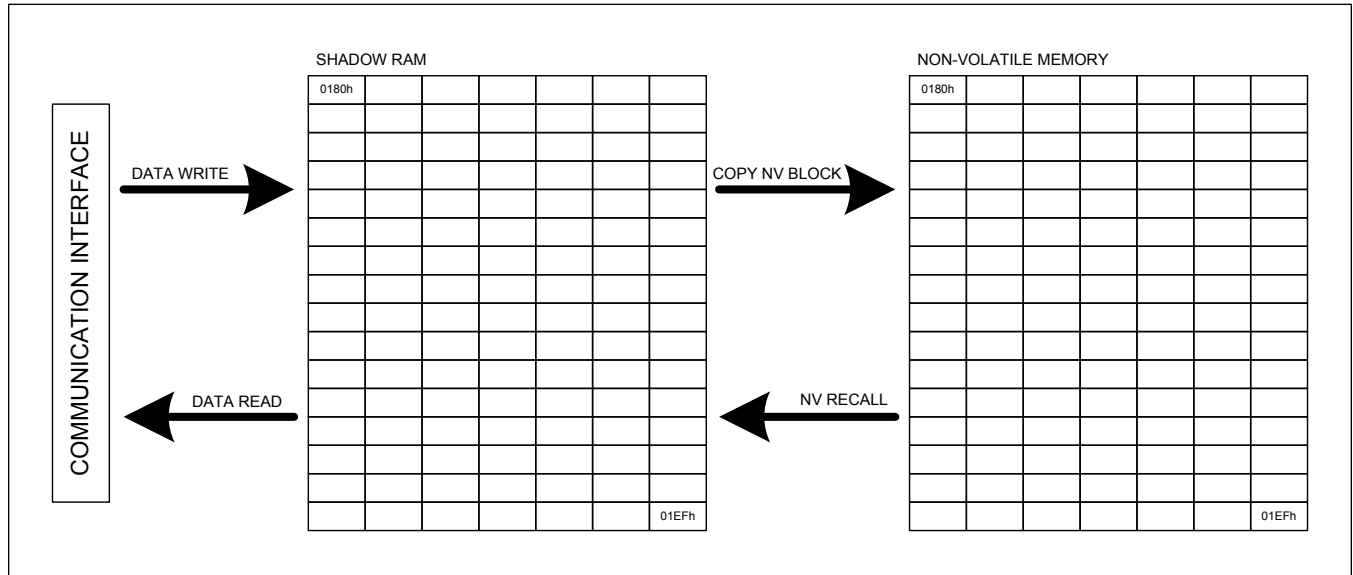 SHADOW RAM
NON-VOLATILE MEMORY
0180h
0180h
COMMUNICATION INTERFACE
DATA WRITE
COPY NV BLOCK
DATA READ
NV RECALL
01EFh
01EFh